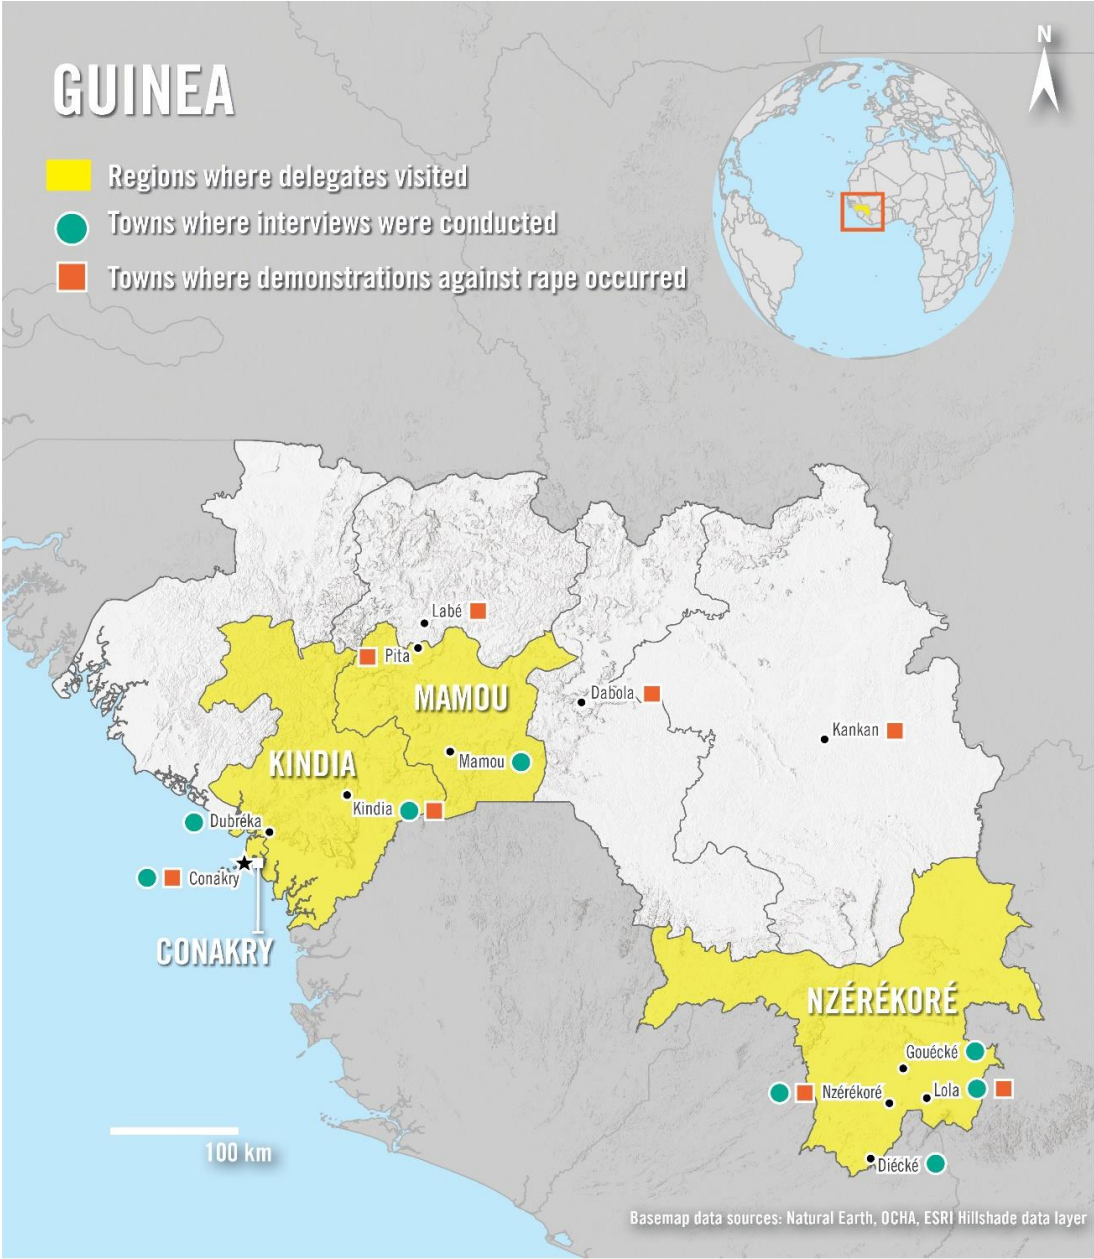 N
GUINEA
Regions where delegates visited
Towns where interviews were conducted
Towns where demonstrations against rape occurred
Labé
Pita
MAMOU
Dabola
Kankan
Mamou
KINDIA
Kindia
Dubréka
Conakry
CONAKRY
NZÉRÉKORÉ
Gouécké
Nzérékoré
Lola
100 km
Diécké
Basemap data sources: Natural Earth, OCHA, ESRI Hillshade data layer